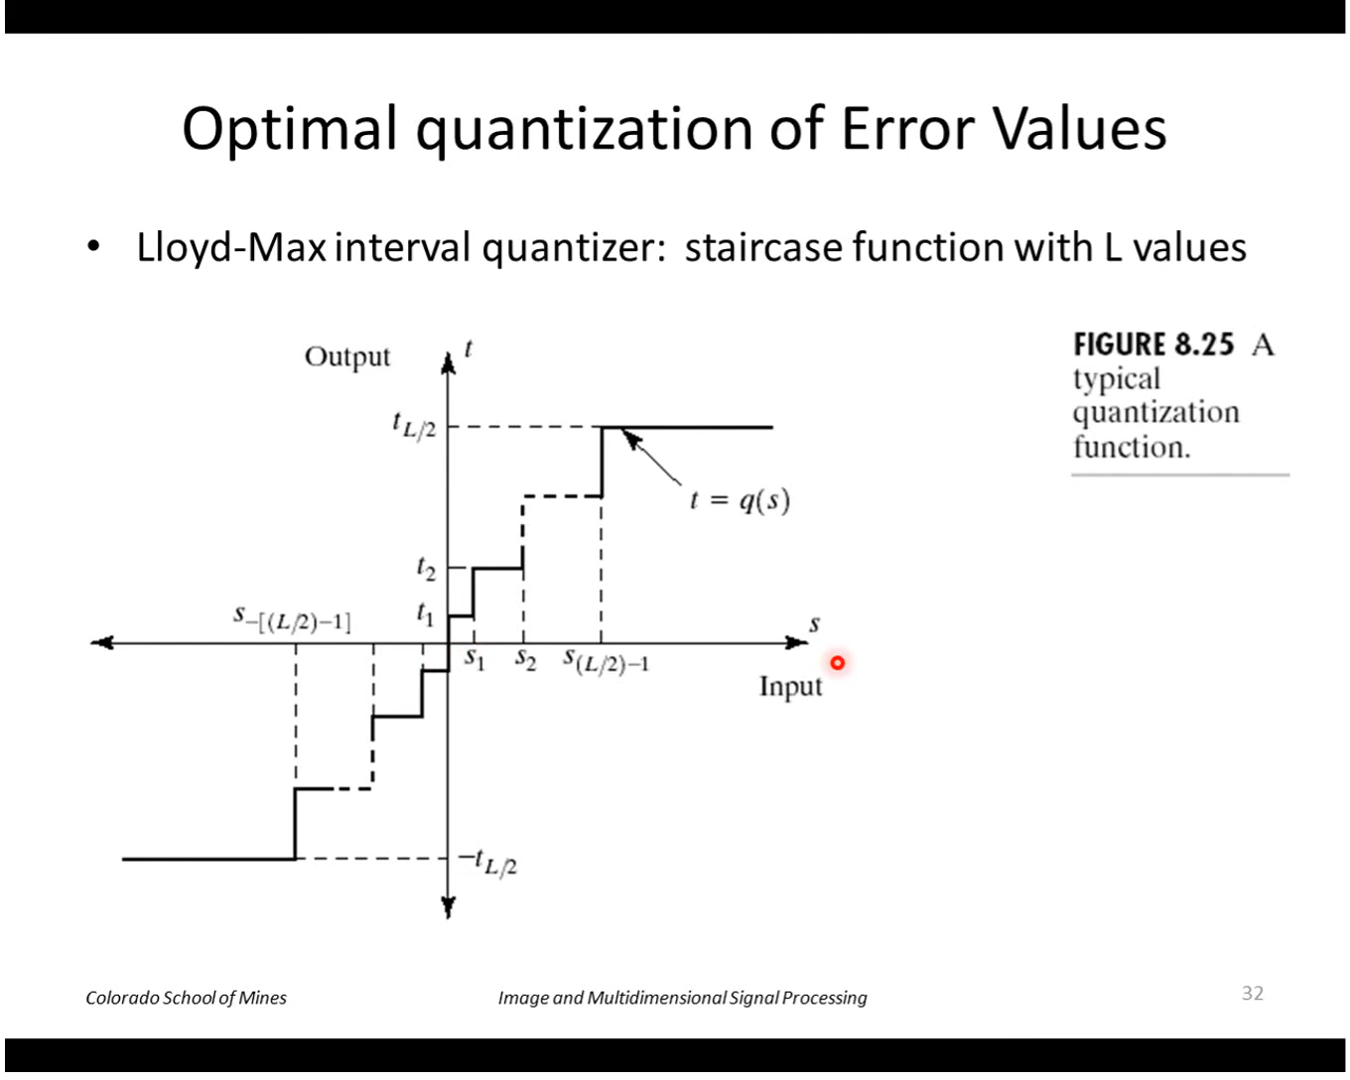 Optimal quantization of Error Values
• Lloyd-Max interval quantizer: staircase function with L values
Output
t
t_{L/2}
t = q(s)
t_2
t_1
s_{-[(L/2)-1]}
s
s_1 s_2 s_{(L/2)-1}
Input
-t_{L/2}
FIGURE 8.25 A
typical
quantization
function.
Colorado School of Mines
Image and Multidimensional Signal Processing
32